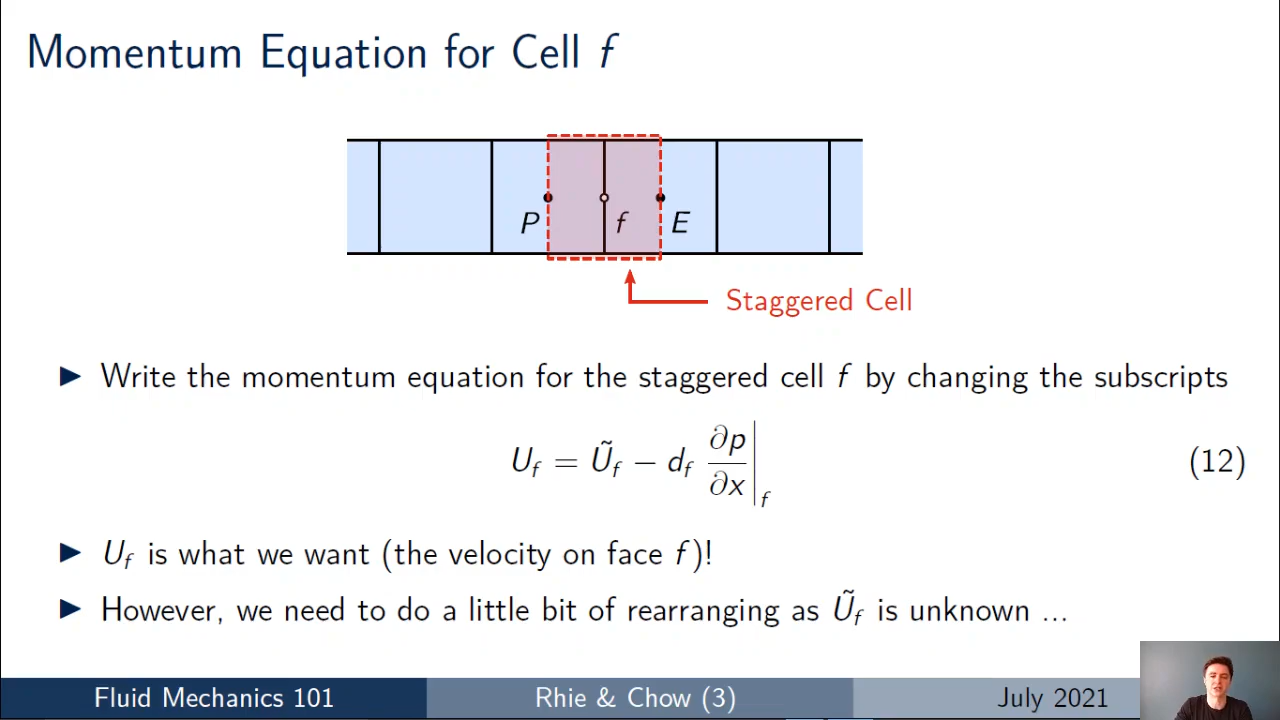 Momentum Equation for Cell f
P f E
Staggered Cell
▶ Write the momentum equation for the staggered cell f by changing the subscripts
U_f = Ũ_f − d_f ∂p/∂x|_f (12)
▶ U_f is what we want (the velocity on face f)!
▶ However, we need to do a little bit of rearranging as Ũ_f is unknown ...
Fluid Mechanics 101 Rhie & Chow (3) July 2021